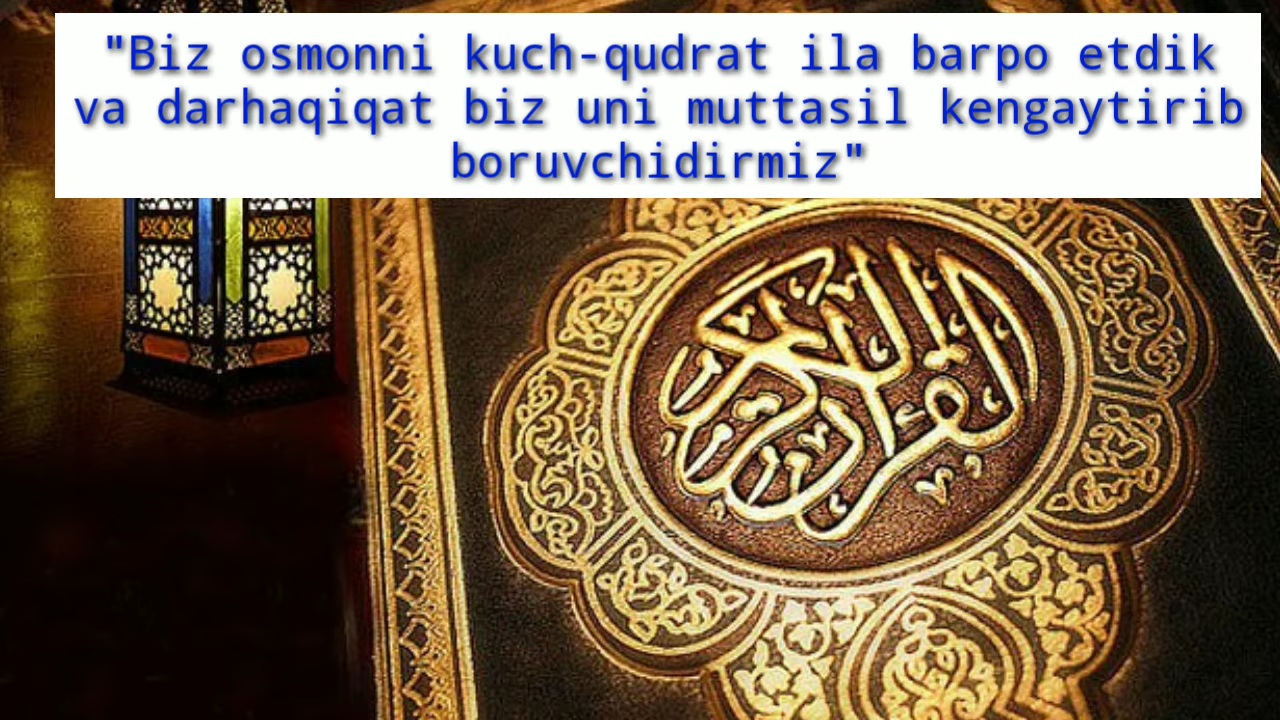 "Biz osmonni kuch-qudrat ila barpo etdik
va darhaqiqat biz uni muttasil kengaytirib
boruvchidirmiz"
القرآن الكريم